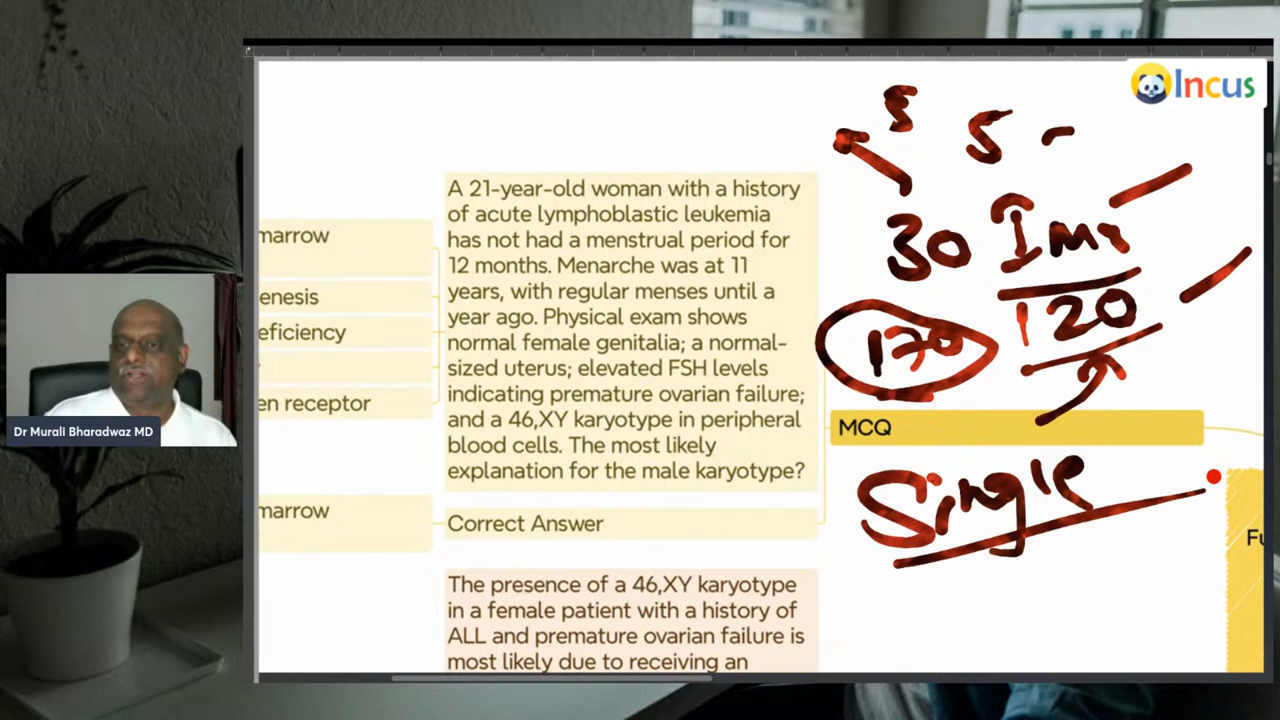 Incus
5 5 -
30 Imr
120
170
marrow
enesis
eficiency
en receptor
marrow
A 21-year-old woman with a history
of acute lymphoblastic leukemia
has not had a menstrual period for
12 months. Menarche was at 11
years, with regular menses until a
year ago. Physical exam shows
normal female genitalia; a normal-
sized uterus; elevated FSH levels
indicating premature ovarian failure;
and a 46,XY karyotype in peripheral
blood cells. The most likely
explanation for the male karyotype?
Correct Answer
The presence of a 46,XY karyotype
in a female patient with a history of
ALL and premature ovarian failure is
most likely due to receiving an
MCQ
Single
Dr Murali Bharadwaz MD